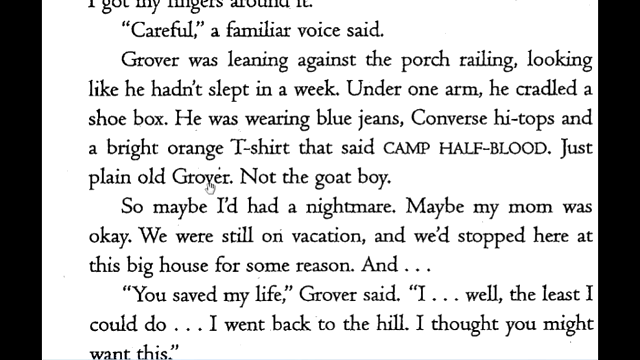 I got my fingers around it.
“Careful,” a familiar voice said.
Grover was leaning against the porch railing, looking
like he hadn’t slept in a week. Under one arm, he cradled a
shoe box. He was wearing blue jeans, Converse hi-tops and
a bright orange T-shirt that said CAMP HALF-BLOOD. Just
plain old Grover. Not the goat boy.
So maybe I’d had a nightmare. Maybe my mom was
okay. We were still on vacation, and we’d stopped here at
this big house for some reason. And . . .
“You saved my life,” Grover said. “I . . . well, the least I
could do . . . I went back to the hill. I thought you might
want this.”